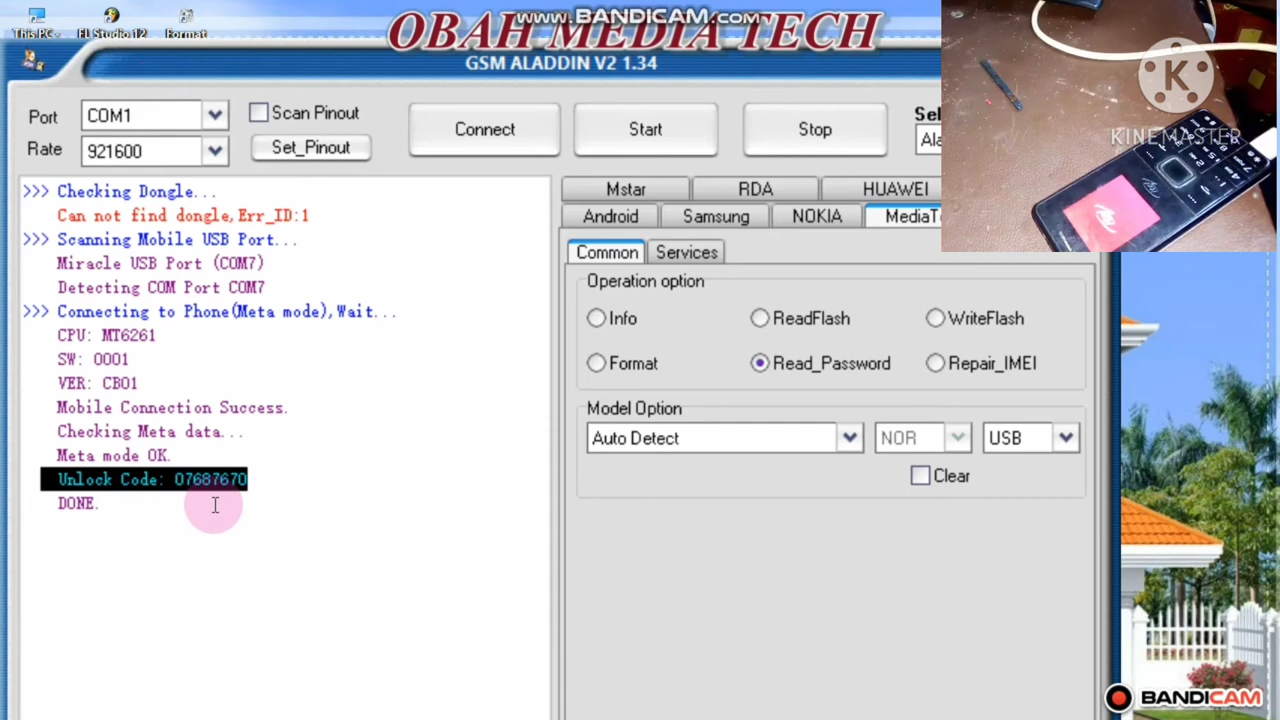 This PC
Fl Studio 12
Format
www.BANDICAM.com
OBAH MEDIA TECH
GSM ALADDIN V2 1.34
Port
COM1
Scan Pinout
Connect
Start
Stop
Sel
Rate
921600
Set_Pinout
Ala
KINEMASTER
K
>>> Checking Dongle...
Can not find dongle,Err_ID:1
>>> Scanning Mobile USB Port...
Miracle USB Port (COM7)
Detecting COM Port COM7
>>> Connecting to Phone(Meta mode),Wait...
CPU: MT6261
SW: 0001
VER: CB01
Mobile Connection Success.
Checking Meta data...
Meta mode OK.
Unlock Code: 07687670
DONE.
Mstar
RDA
HUAWEI
Android
Samsung
NOKIA
MediaT
Common
Services
Operation option
Info
ReadFlash
WriteFlash
Format
Read_Password
Repair_IMEI
Model Option
Auto Detect
NOR
USB
Clear
BANDICAM